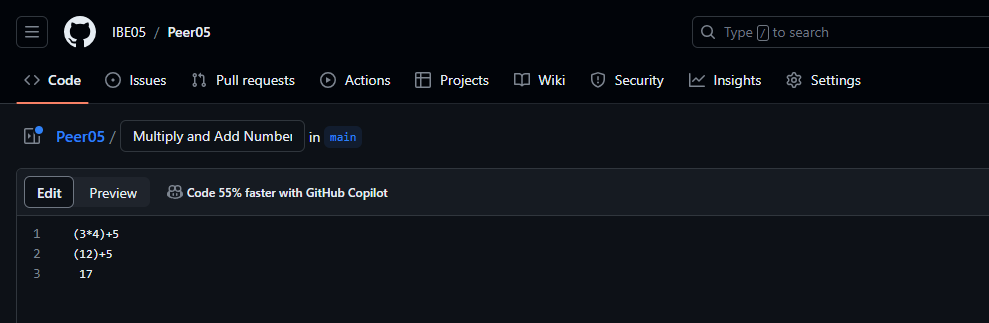 IBE05 / Peer05
Type / to search
Code Issues Pull requests Actions Projects Wiki Security Insights Settings
Peer05 / Multiply and Add Number in main
Edit Preview Code 55% faster with GitHub Copilot
1 (3*4)+5
2 (12)+5
3 17